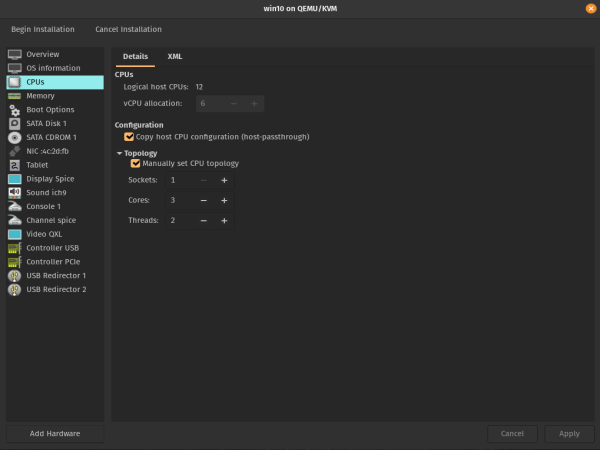 win10 on QEMU/KVM
Begin Installation Cancel Installation
Overview
OS information
CPUs
Memory
Boot Options
SATA Disk 1
SATA CDROM 1
NIC :4c:2d:fb
Tablet
Display Spice
Sound ich9
Console 1
Channel spice
Video QXL
Controller USB
Controller PCIe
USB Redirector 1
USB Redirector 2
Add Hardware
Details XML
CPUs
Logical host CPUs: 12
vCPU allocation: 6 − +
Configuration
Copy host CPU configuration (host-passthrough)
Topology
Manually set CPU topology
Sockets: 1 − +
Cores: 3 − +
Threads: 2 − +
Cancel Apply